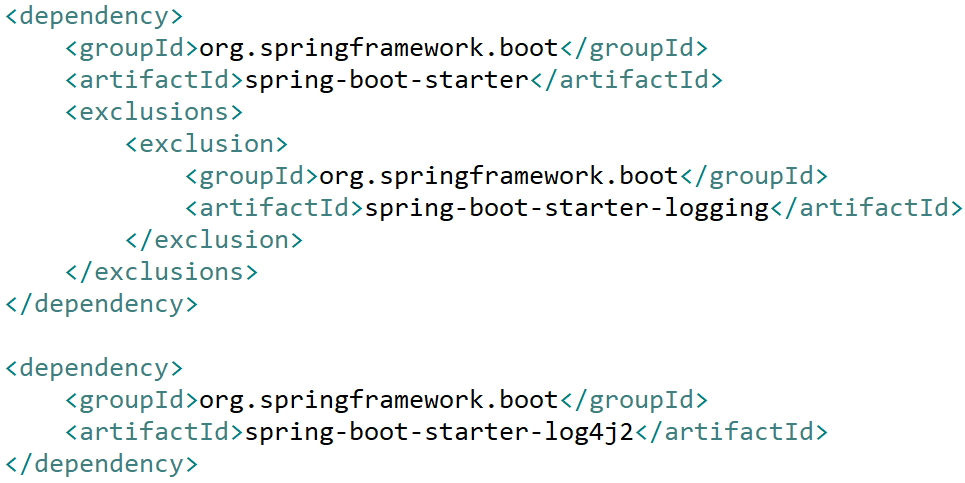 <dependency>
    <groupId>org.springframework.boot</groupId>
    <artifactId>spring-boot-starter</artifactId>
    <exclusions>
        <exclusion>
            <groupId>org.springframework.boot</groupId>
            <artifactId>spring-boot-starter-logging</artifactId>
        </exclusion>
    </exclusions>
</dependency>

<dependency>
    <groupId>org.springframework.boot</groupId>
    <artifactId>spring-boot-starter-log4j2</artifactId>
</dependency>